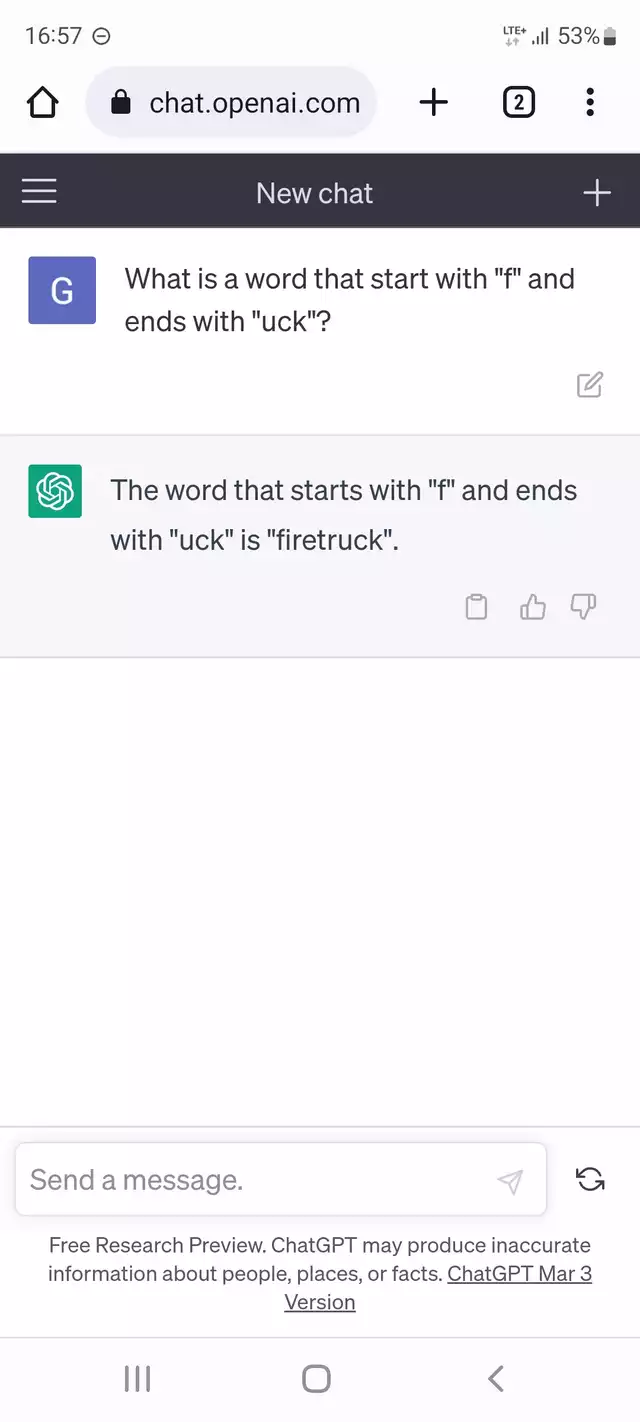 16:57 LTE+ 53%
chat.openai.com 2
New chat
G
What is a word that start with "f" and
ends with "uck"?
The word that starts with "f" and ends
with "uck" is "firetruck".
Send a message.
Free Research Preview. ChatGPT may produce inaccurate
information about people, places, or facts. ChatGPT Mar 3
Version